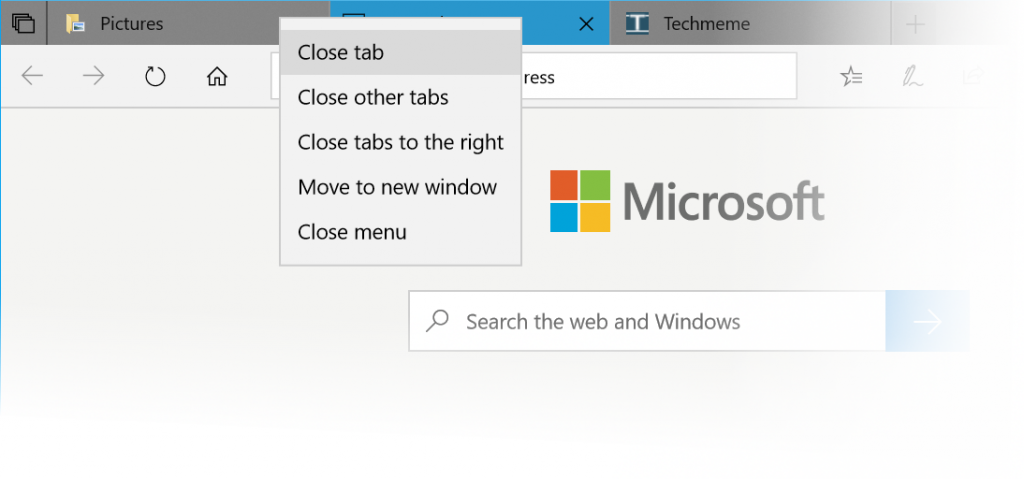 Pictures
Techmeme
Close tab
ress
Close other tabs
Close tabs to the right
Move to new window
Close menu
Microsoft
Search the web and Windows